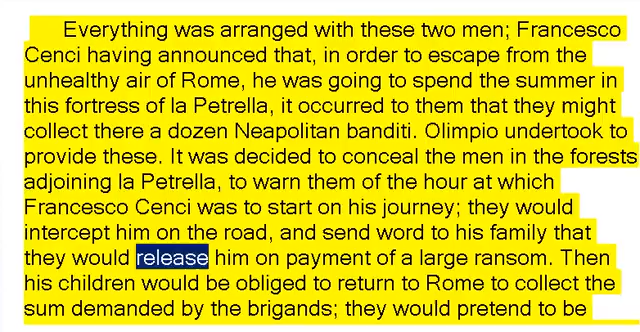 Everything was arranged with these two men; Francesco
Cenci having announced that, in order to escape from the
unhealthy air of Rome, he was going to spend the summer in
this fortress of la Petrella, it occurred to them that they might
collect there a dozen Neapolitan banditi. Olimpio undertook to
provide these. It was decided to conceal the men in the forests
adjoining la Petrella, to warn them of the hour at which
Francesco Cenci was to start on his journey; they would
intercept him on the road, and send word to his family that
they would release him on payment of a large ransom. Then
his children would be obliged to return to Rome to collect the
sum demanded by the brigands; they would pretend to be